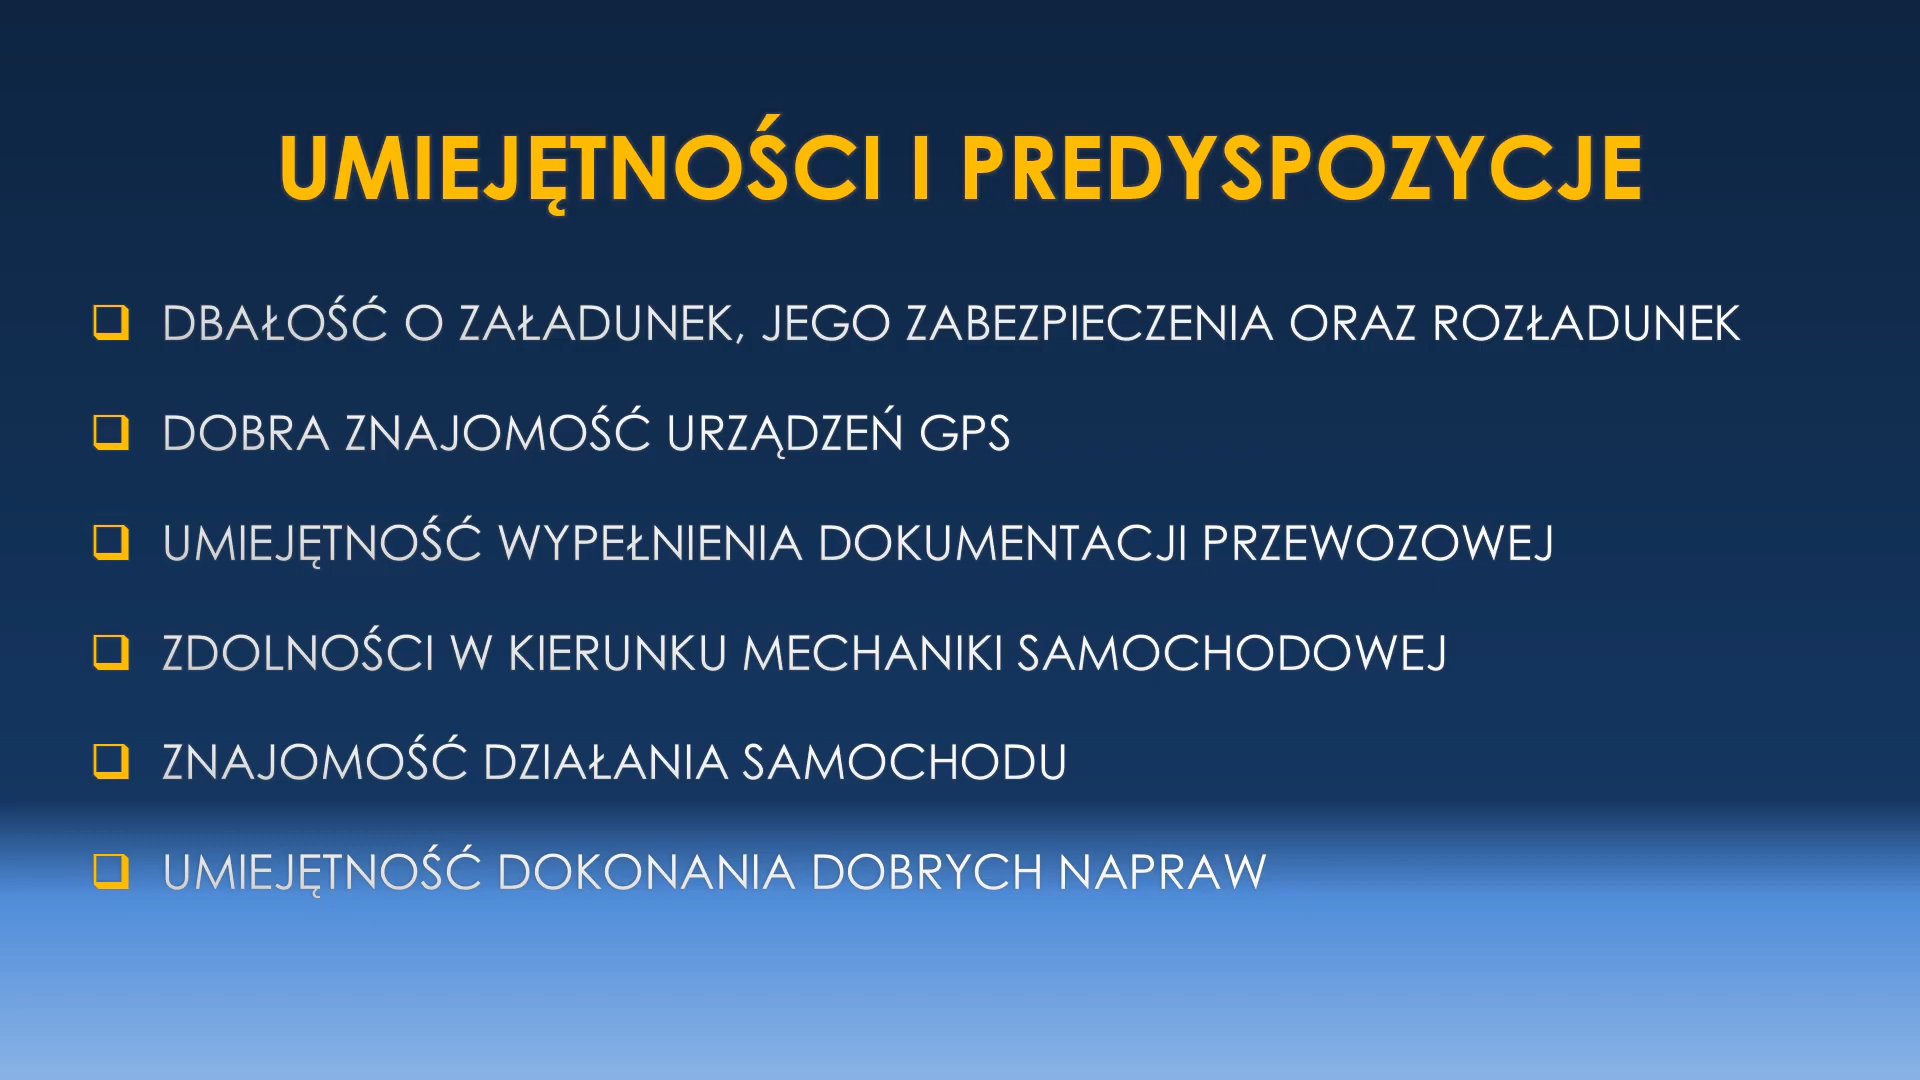 UMIEJĘTNOŚCI I PREDYSPOZYCJE
DBAŁOŚĆ O ZAŁADUNEK, JEGO ZABEZPIECZENIA ORAZ ROZŁADUNEK
DOBRA ZNAJOMOŚĆ URZĄDZEŃ GPS
UMIEJĘTNOŚĆ WYPEŁNIENIA DOKUMENTACJI PRZEWOZOWEJ
ZDOLNOŚCI W KIERUNKU MECHANIKI SAMOCHODOWEJ
ZNAJOMOŚĆ DZIAŁANIA SAMOCHODU
UMIEJĘTNOŚĆ DOKONANIA DOBRYCH NAPRAW